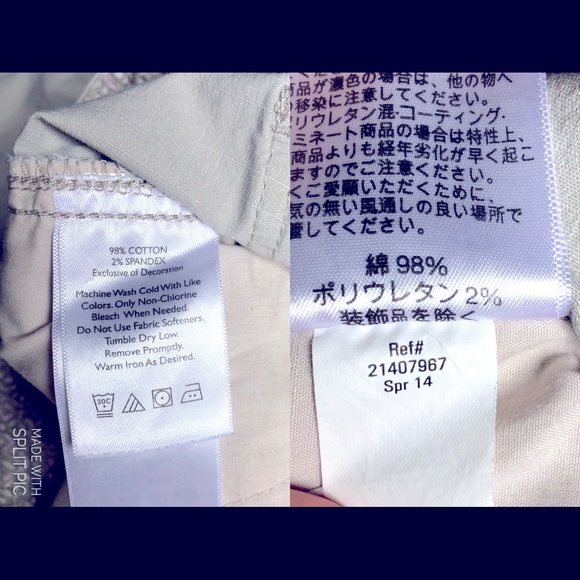 98% COTTON
2% SPANDEX
Exclusive of Decoration
Machine Wash Cold With Like
Colors. Only Non-Chlorine
Bleach When Needed.
Do Not Use Fabric Softeners.
Tumble Dry Low.
Remove Promptly.
Warm Iron As Desired.
30C
品が濃色の場合は、他の物へ
移染に注意してください。
リウレタン混・コーティング・
ミネート商品の場合は特性上、
商品よりも経年劣化が早く起こ
ますのでご注意ください。
くご愛顧いただくために、
気の無い風通しの良い場所で
管してください。
綿 98%
ポリウレタン 2%
装飾品を除く
Ref#
21407967
Spr 14
MADE WITH
SPLIT PIC